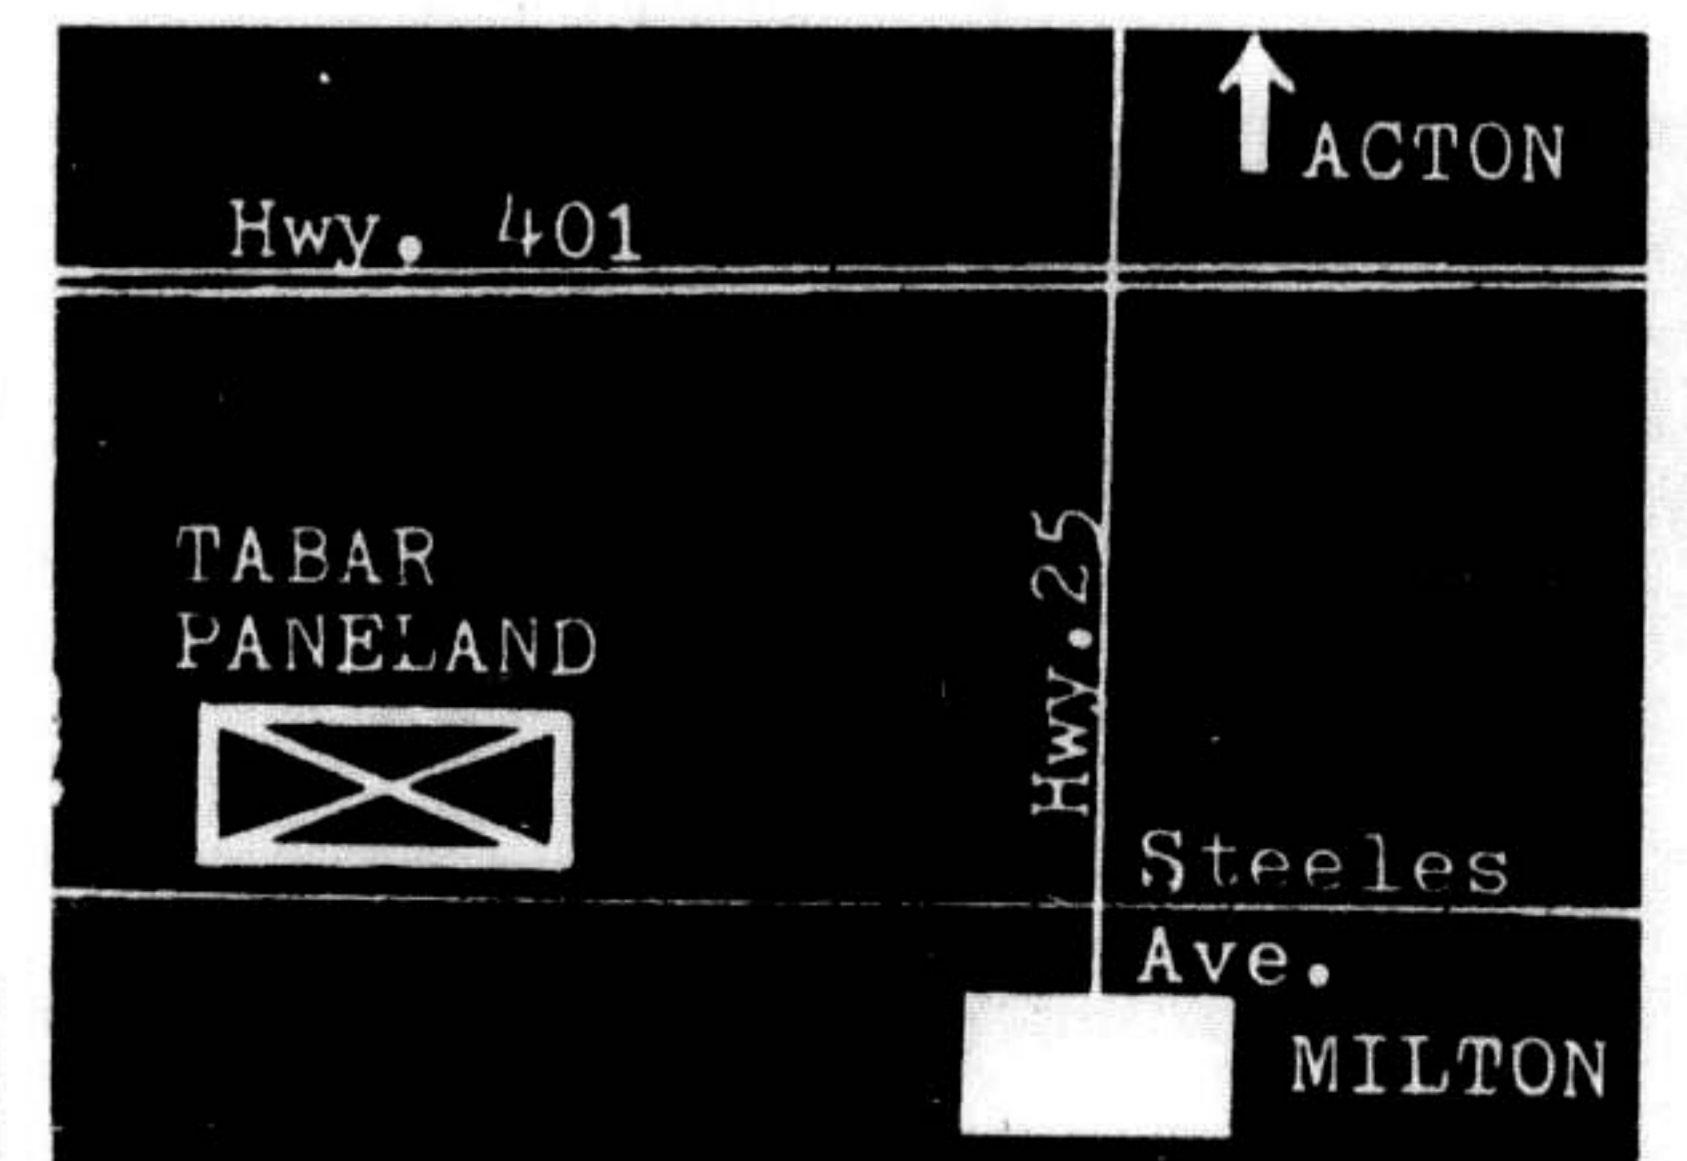 ACTON
Hwy. 401
TABAR
PANELAND
Hwy. 25
Steeles
Ave.
MILTON